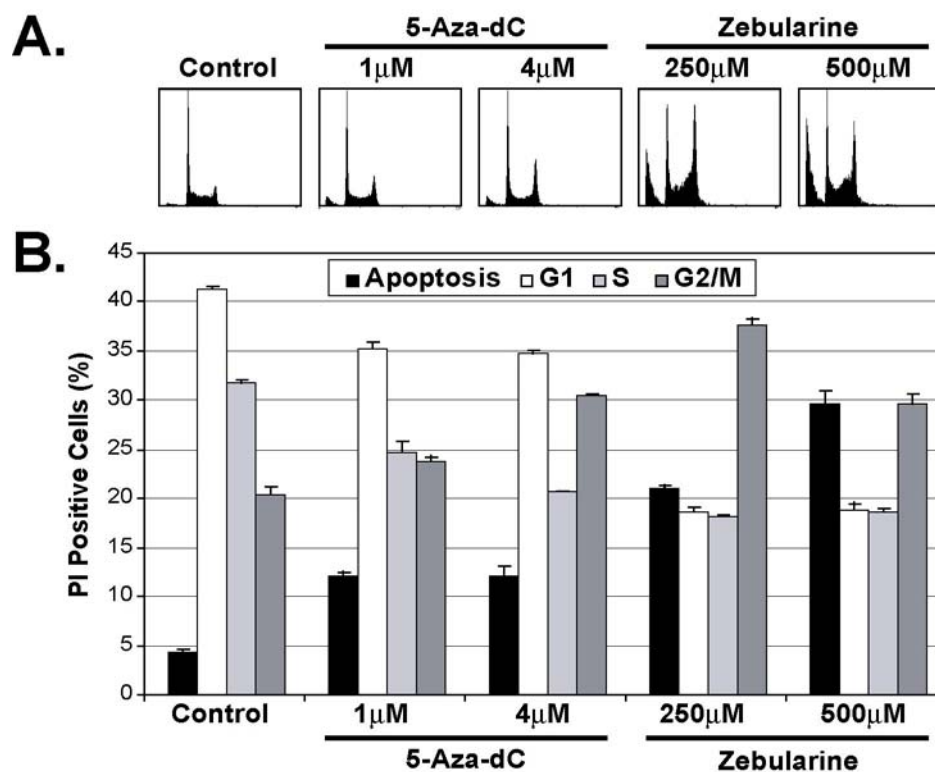 A.
5-Aza-dC Zebularine
Control 1μM 4μM 250μM 500μM
B.
45
40
35
30
25
20
15
10
5
0
PI Positive Cells (%)
Apoptosis G1 S G2/M
Control 1μM 4μM 250μM 500μM
5-Aza-dC Zebularine